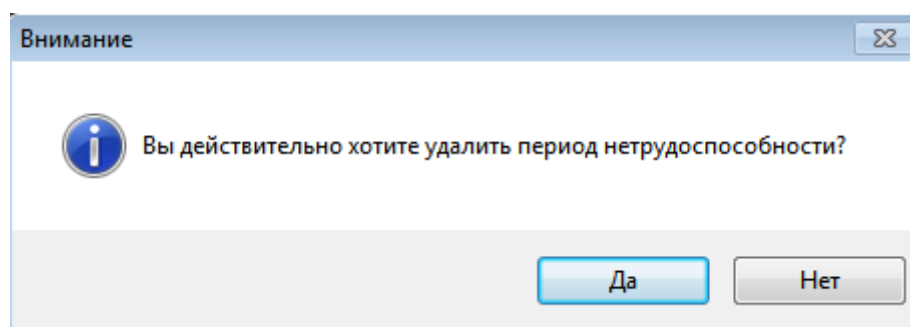 Внимание
Вы действительно хотите удалить период нетрудоспособности?
Да
Нет